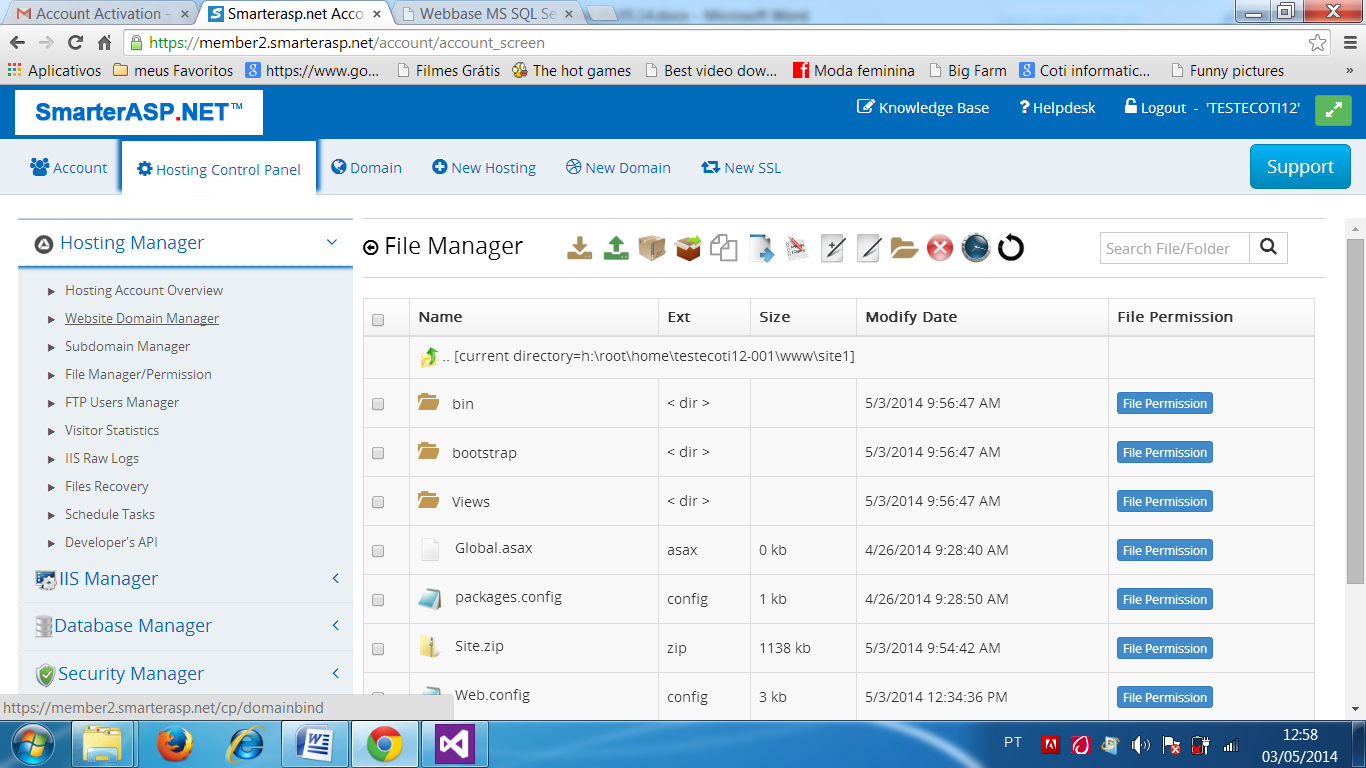 Account Activation -
Smarterasp.net Acco
Webbase MS SQL Se
05.14.docx - Microsoft Word
https://member2.smarterasp.net/account/account_screen
Aplicativos
meus Favoritos
https://www.go...
Filmes Grátis
The hot games
Best video dow...
Moda feminina
Big Farm
Coti informatic...
Funny pictures
»
SmarterASP.NET™
Knowledge Base
Helpdesk
Logout - 'TESTECOTI12'
Account
Hosting Control Panel
Domain
New Hosting
New Domain
New SSL
Support
Hosting Manager
Hosting Account Overview
Website Domain Manager
Subdomain Manager
File Manager/Permission
FTP Users Manager
Visitor Statistics
IIS Raw Logs
Files Recovery
Schedule Tasks
Developer's API
IIS Manager
Database Manager
Security Manager
https://member2.smarterasp.net/cp/domainbind
File Manager
Search File/Folder
Name Ext Size Modify Date File Permission
.. [current directory=h:\root\home\testecoti12-001\www\site1]
bin < dir > 5/3/2014 9:56:47 AM File Permission
bootstrap < dir > 5/3/2014 9:56:47 AM File Permission
Views < dir > 5/3/2014 9:56:47 AM File Permission
Global.asax asax 0 kb 4/26/2014 9:28:40 AM File Permission
packages.config config 1 kb 4/26/2014 9:28:50 AM File Permission
Site.zip zip 1138 kb 5/3/2014 9:54:42 AM File Permission
Web.config config 3 kb 5/3/2014 12:34:36 PM File Permission
PT
12:58
03/05/2014